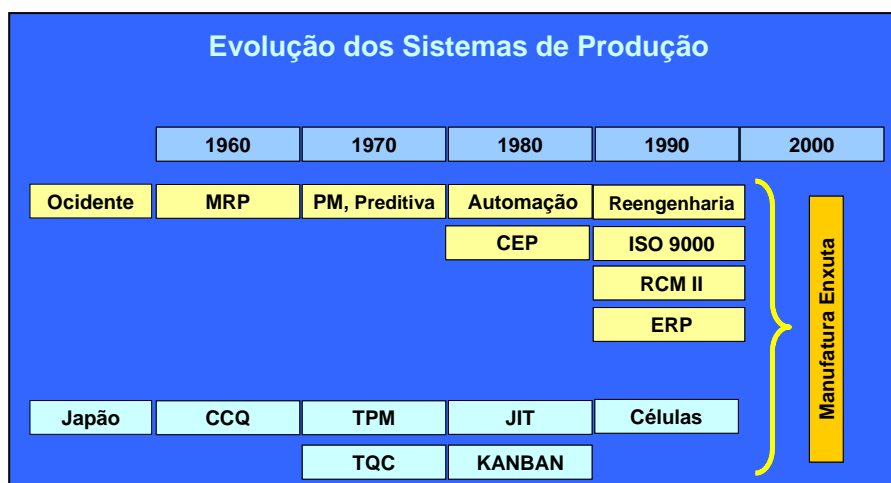 Evolução dos Sistemas de Produção
1960 1970 1980 1990 2000
Ocidente MRP PM, Preditiva Automação Reengenharia
CEP ISO 9000
RCM II
ERP
Manufatura Enxuta
Japão CCQ TPM JIT Células
TQC KANBAN